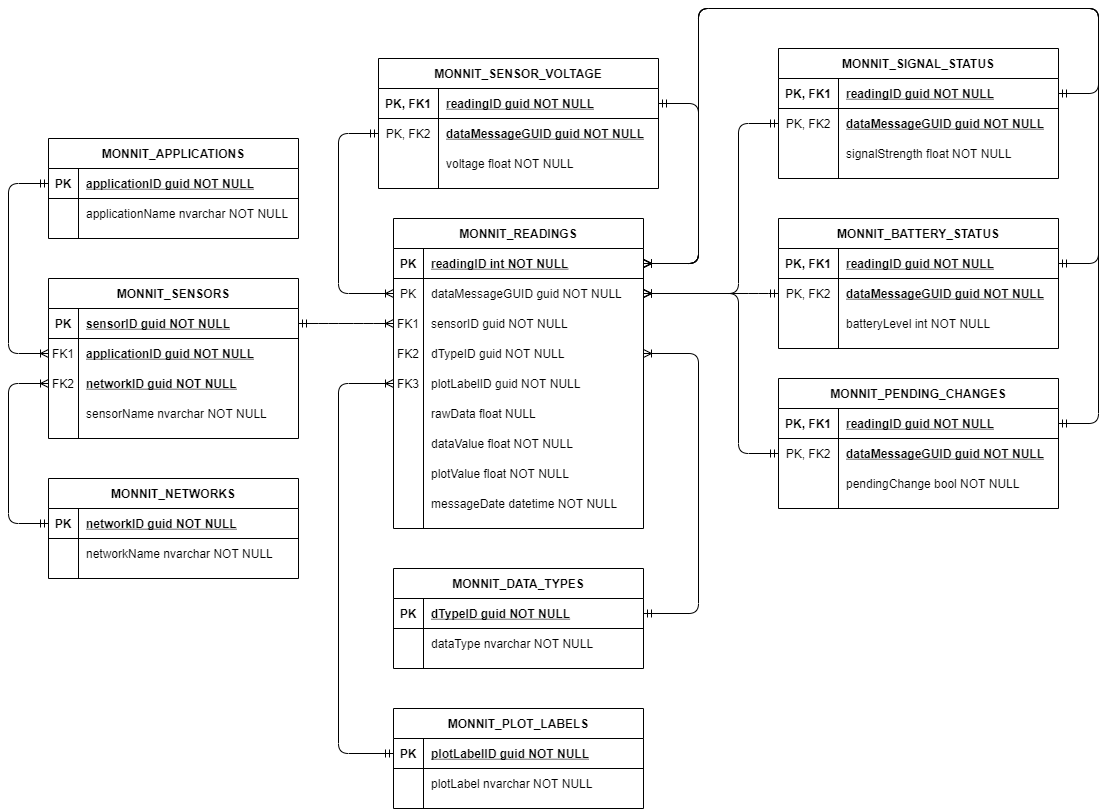 MONNIT_SENSOR_VOLTAGE
PK, FK1 readingID guid NOT NULL
PK, FK2 dataMessageGUID guid NOT NULL
voltage float NOT NULL
MONNIT_SIGNAL_STATUS
PK, FK1 readingID guid NOT NULL
PK, FK2 dataMessageGUID guid NOT NULL
signalStrength float NOT NULL
MONNIT_APPLICATIONS
PK applicationID guid NOT NULL
applicationName nvarchar NOT NULL
MONNIT_READINGS
PK readingID int NOT NULL
PK dataMessageGUID guid NOT NULL
FK1 sensorID guid NOT NULL
FK2 dTypeID guid NOT NULL
FK3 plotLabelID guid NOT NULL
rawData float NULL
dataValue float NOT NULL
plotValue float NOT NULL
messageDate datetime NOT NULL
MONNIT_BATTERY_STATUS
PK, FK1 readingID guid NOT NULL
PK, FK2 dataMessageGUID guid NOT NULL
batteryLevel int NOT NULL
MONNIT_SENSORS
PK sensorID guid NOT NULL
FK1 applicationID guid NOT NULL
FK2 networkID guid NOT NULL
sensorName nvarchar NOT NULL
MONNIT_PENDING_CHANGES
PK, FK1 readingID guid NOT NULL
PK, FK2 dataMessageGUID guid NOT NULL
pendingChange bool NOT NULL
MONNIT_NETWORKS
PK networkID guid NOT NULL
networkName nvarchar NOT NULL
MONNIT_DATA_TYPES
PK dTypeID guid NOT NULL
dataType nvarchar NOT NULL
MONNIT_PLOT_LABELS
PK plotLabelID guid NOT NULL
plotLabel nvarchar NOT NULL